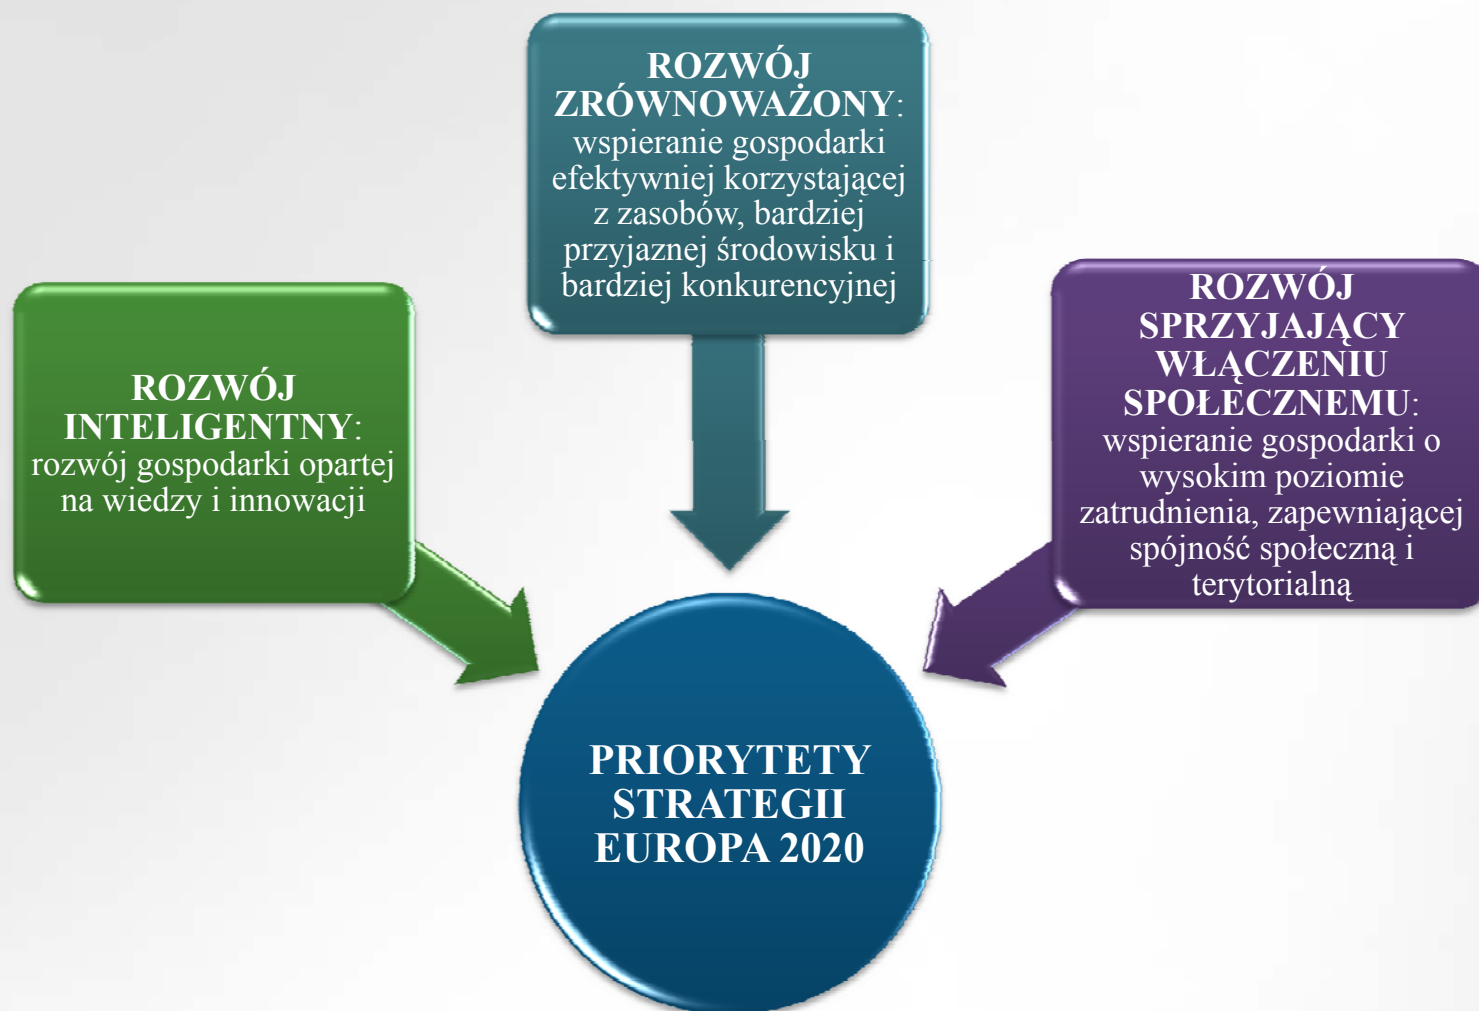 ROZWÓJ
ZRÓWNOWAŻONY:
wspieranie gospodarki
efektywniej korzystającej
z zasobów, bardziej
przyjaznej środowisku i
bardziej konkurencyjnej
ROZWÓJ
INTELIGENTNY:
rozwój gospodarki opartej
na wiedzy i innowacji
ROZWÓJ
SPRZYJAJĄCY
WŁĄCZENIU
SPOŁECZNEMU:
wspieranie gospodarki o
wysokim poziomie
zatrudnienia, zapewniającej
spójność społeczną i
terytorialną
PRIORYTETY
STRATEGII
EUROPA 2020